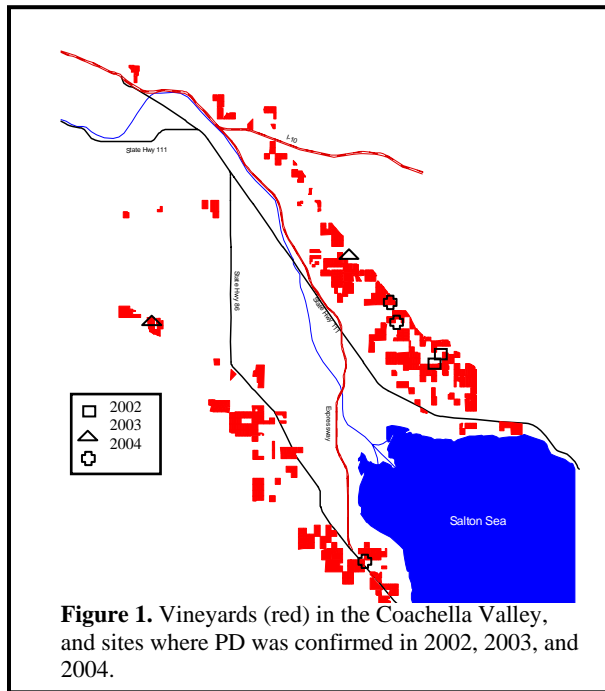 I-10
State Hwy 111
State Hwy 86
State Hwy 111
Expressway
2002
2003
2004
Salton Sea
Figure 1. Vineyards (red) in the Coachella Valley,
and sites where PD was confirmed in 2002, 2003, and
2004.